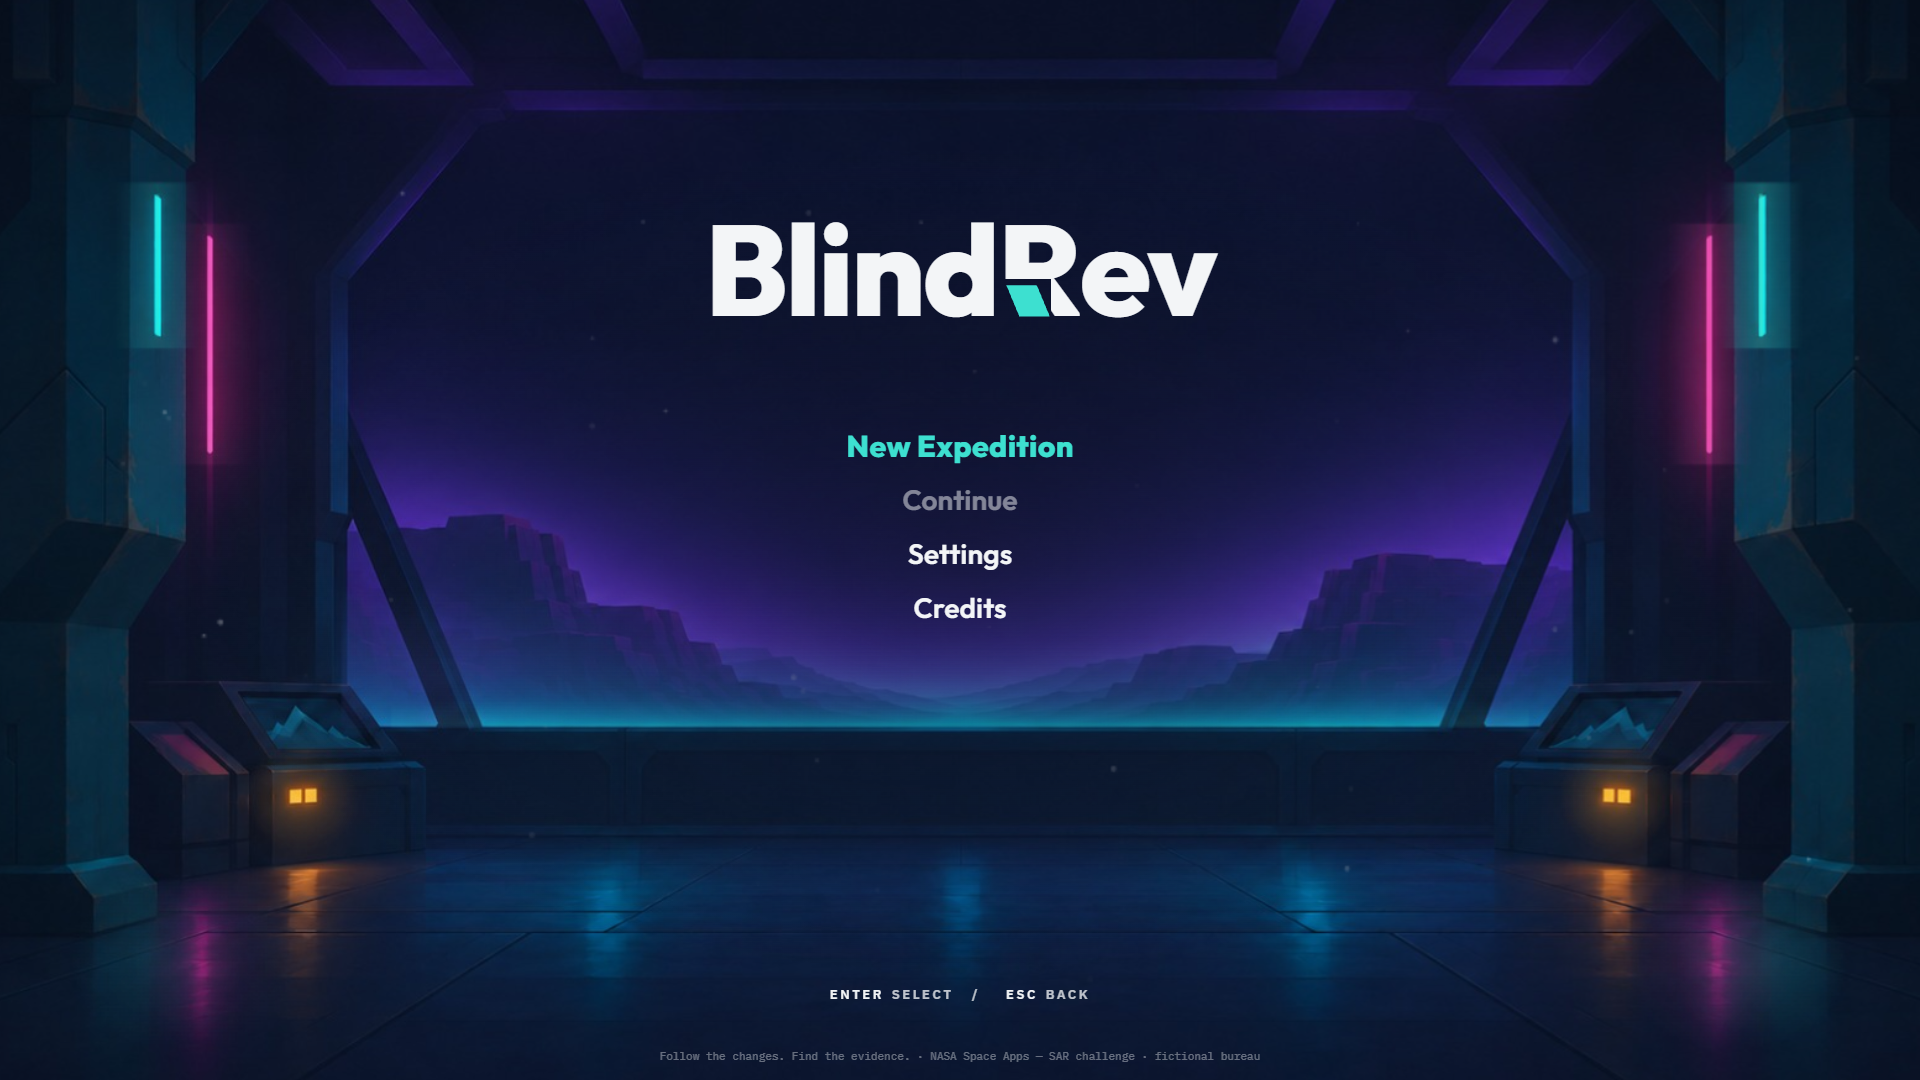 BlindRev
New Expedition
Continue
Settings
Credits
ENTER SELECT / ESC BACK
Follow the changes. Find the evidence. · NASA Space Apps — SAR challenge · fictional bureau